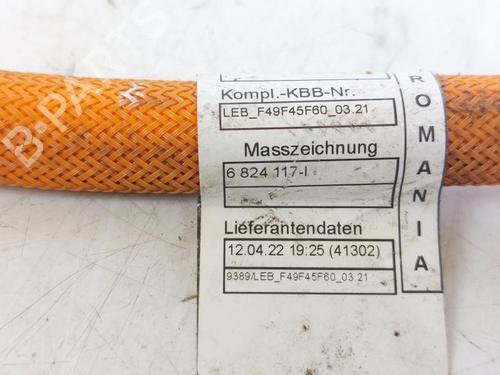 Kompl.-KBB-Nr.
LEB_F49F45F60_03.21
Masszeichnung
6 824 117-I
Lieferantendaten
12.04.22 19:25 (41302)
9389/LEB_F49F45F60_03.21
ROMANIA
B-PARTS